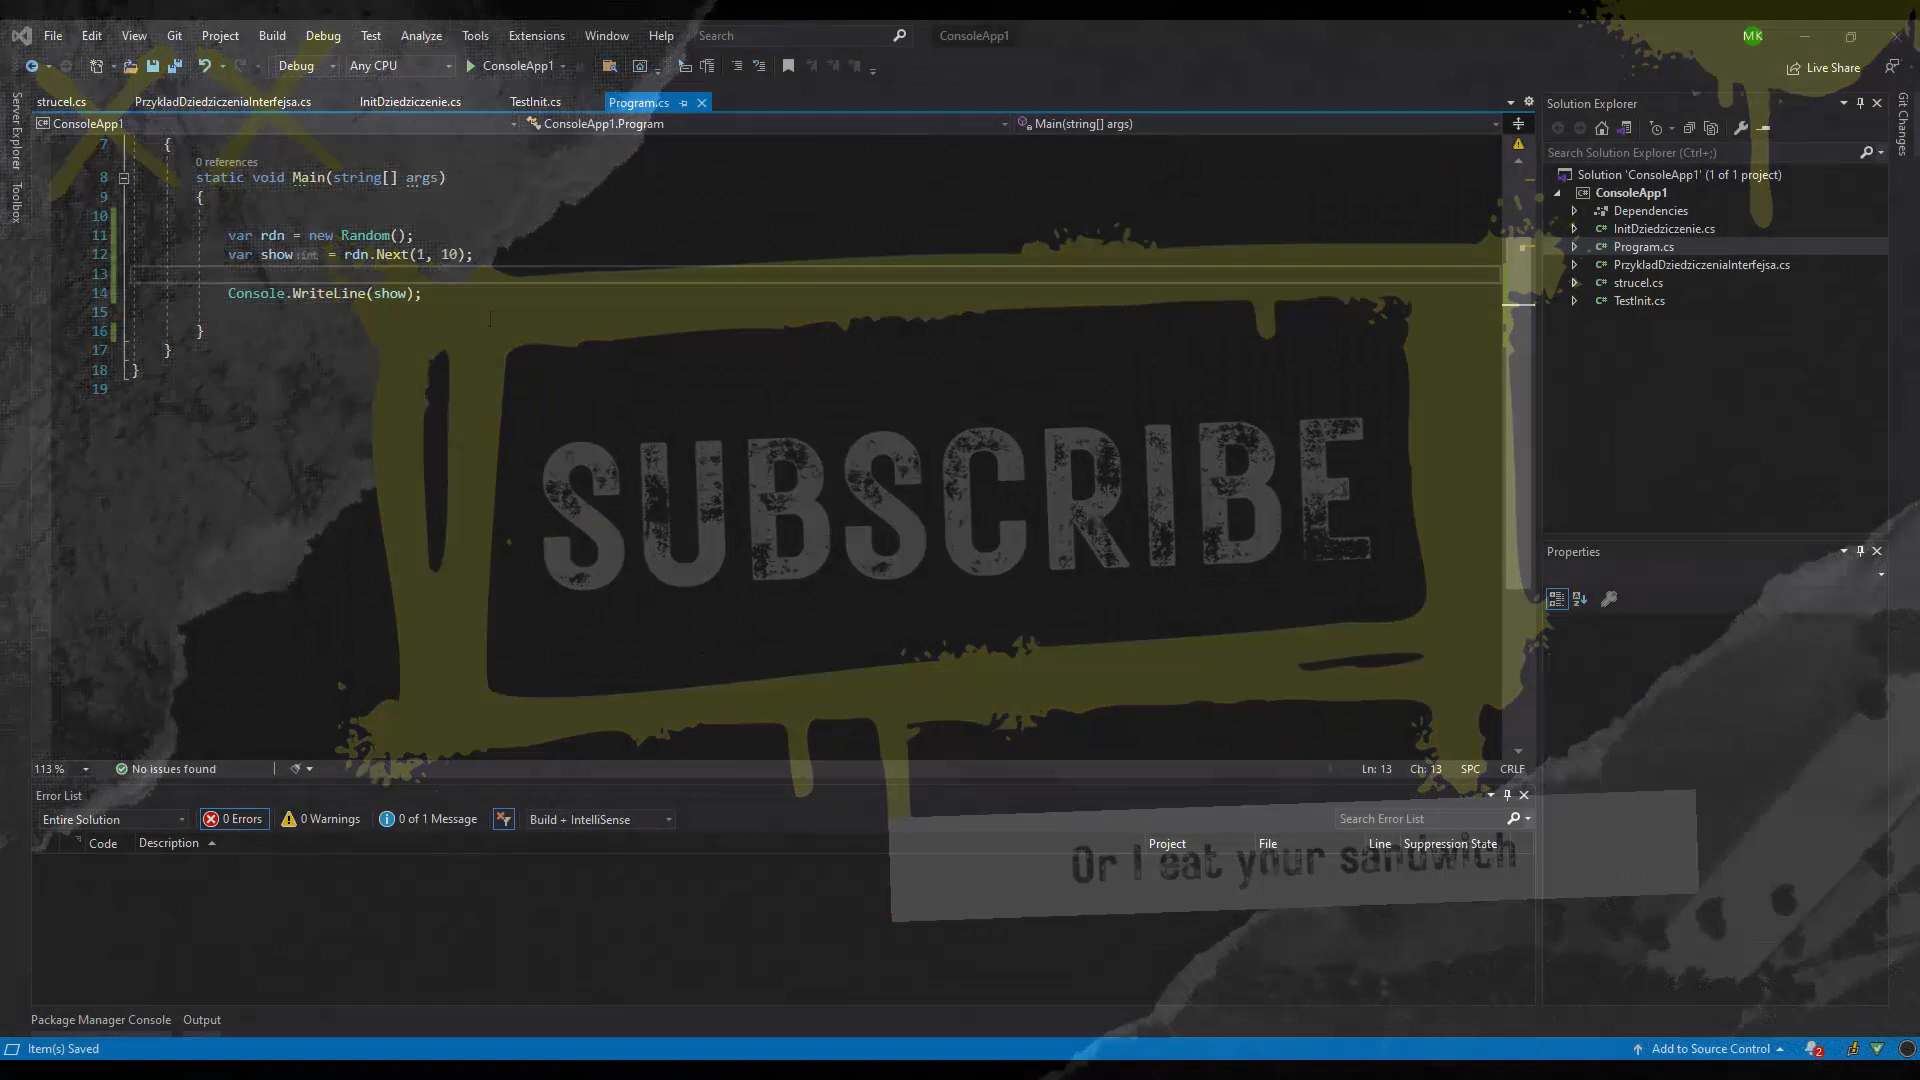 File Edit View Git Project Build Debug Test Analyze Tools Extensions Window Help Search ConsoleApp1 MK
Debug Any CPU ConsoleApp1 Live Share
strucel.cs PrzykladDziedziczeniaInterfejsa.cs InitDziedziczenie.cs TestInit.cs Program.cs
ConsoleApp1 ConsoleApp1.Program Main(string[] args)
Server Explorer
Toolbox
7 {
0 references
8 static void Main(string[] args)
9 {
10
11 var rdn = new Random();
12 var show int = rdn.Next(1, 10);
13
14 Console.WriteLine(show);
15
16 }
17 }
18 }
19
SUBSCRIBE
Or I eat your sandwich
Solution Explorer
Search Solution Explorer (Ctrl+;)
Solution 'ConsoleApp1' (1 of 1 project)
ConsoleApp1
Dependencies
C# InitDziedziczenie.cs
C# Program.cs
C# PrzykladDziedziczeniaInterfejsa.cs
C# strucel.cs
C# TestInit.cs
Git Changes
Properties
113 % No issues found Ln: 13 Ch: 13 SPC CRLF
Error List
Entire Solution 0 Errors 0 Warnings 0 of 1 Message Build + IntelliSense Search Error List
Code Description Project File Line Suppression State
Package Manager Console Output
Item(s) Saved Add to Source Control 2